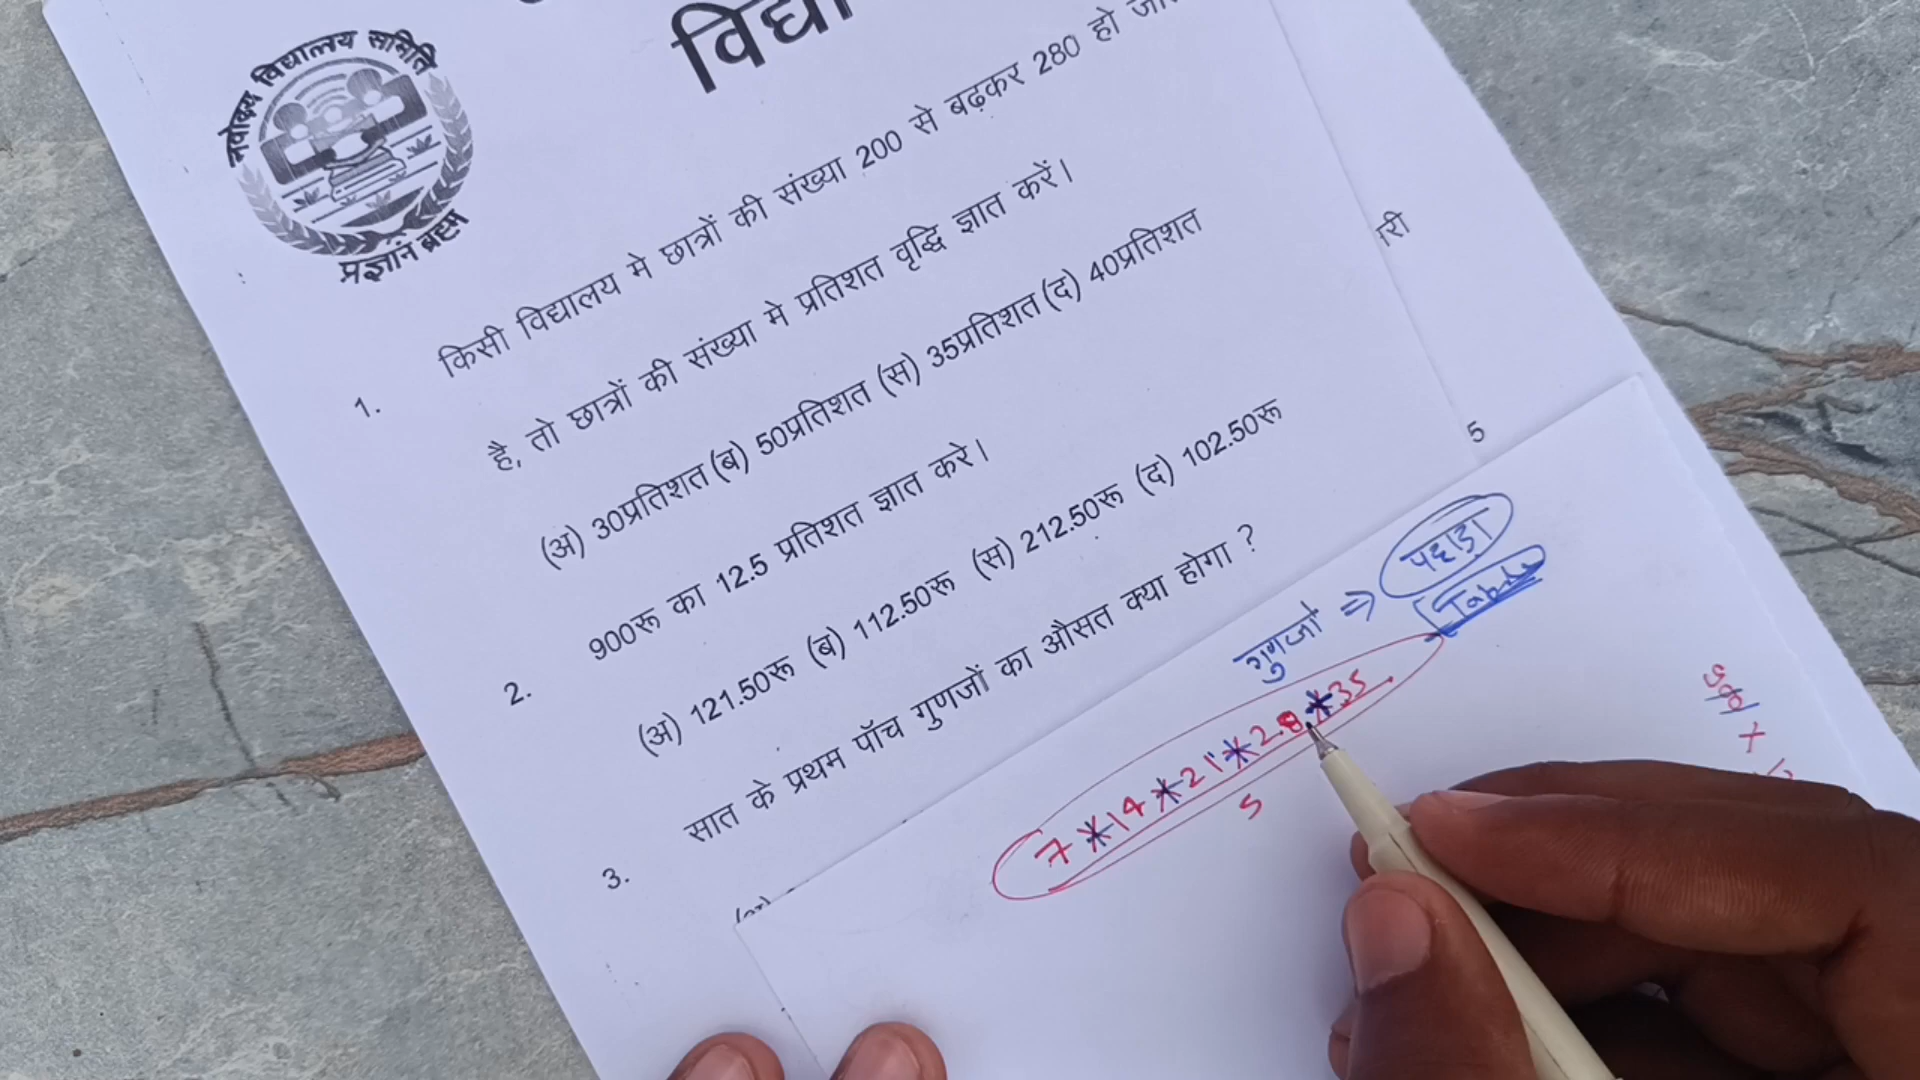 नवोदय विद्यालय समिति
प्रज्ञानं ब्रह्म
1. किसी विद्यालय मे छात्रों की संख्या 200 से बढ़कर 280 हो
है, तो छात्रों की संख्या मे प्रतिशत वृद्धि ज्ञात करें।
(अ) 30प्रतिशत (ब) 50प्रतिशत (स) 35प्रतिशत (द) 40प्रतिशत
2. 900रू का 12.5 प्रतिशत ज्ञात करे।
(अ) 121.50रू (ब) 112.50रू (स) 212.50रू (द) 102.50रू
3. सात के प्रथम पॉच गुणजों का औसत क्या होगा ?
5
गुणजो ⇒ पहाड़ा
Table
7 * 14 * 21 * 28 * 35
5